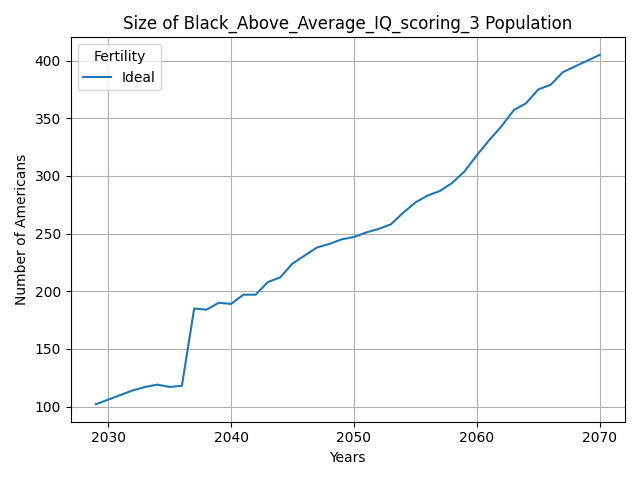 Size of Black_Above_Average_IQ_scoring_3 Population
Fertility
Ideal
Number of Americans
400
350
300
250
200
150
100
2030 2040 2050 2060 2070
Years